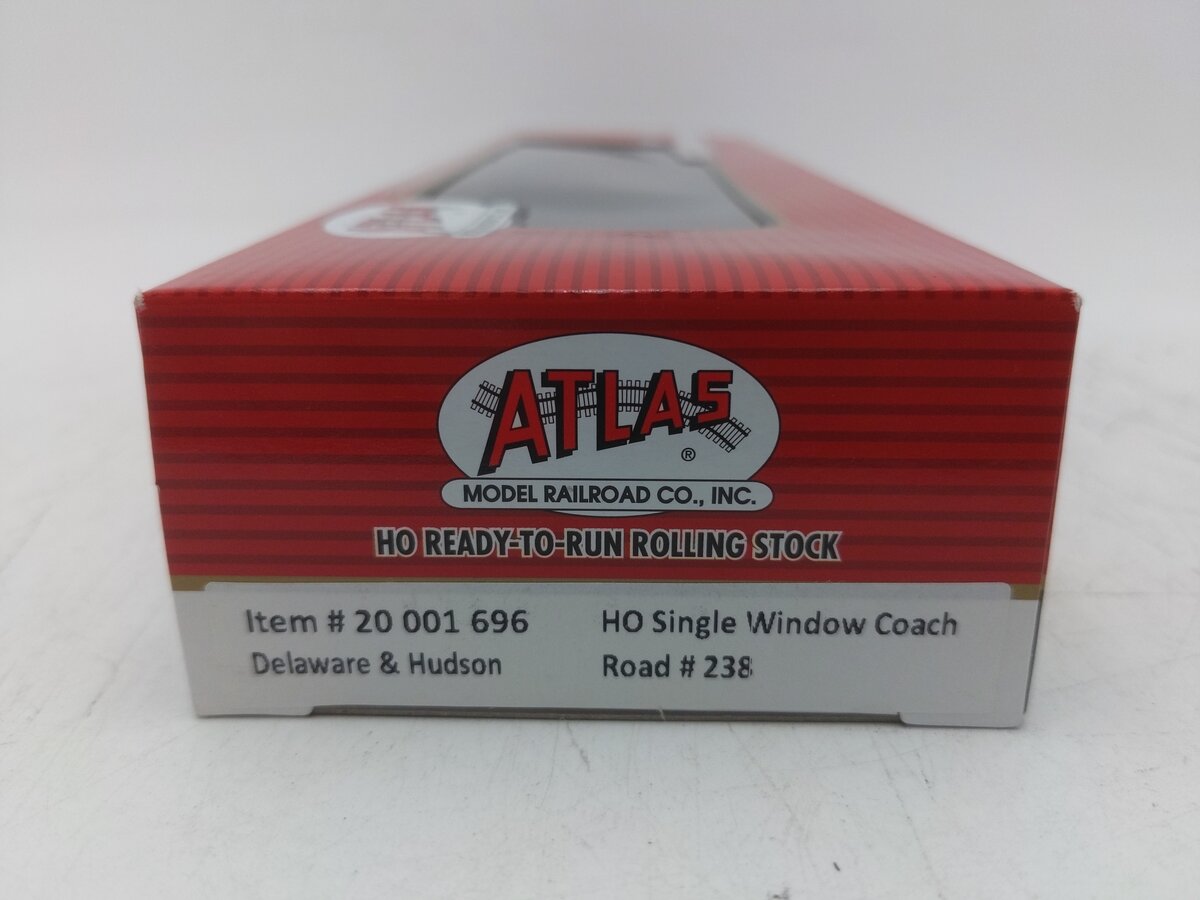 ATLAS
®
MODEL RAILROAD CO., INC.
HO READY-TO-RUN ROLLING STOCK
Item # 20 001 696 HO Single Window Coach
Delaware & Hudson Road # 238